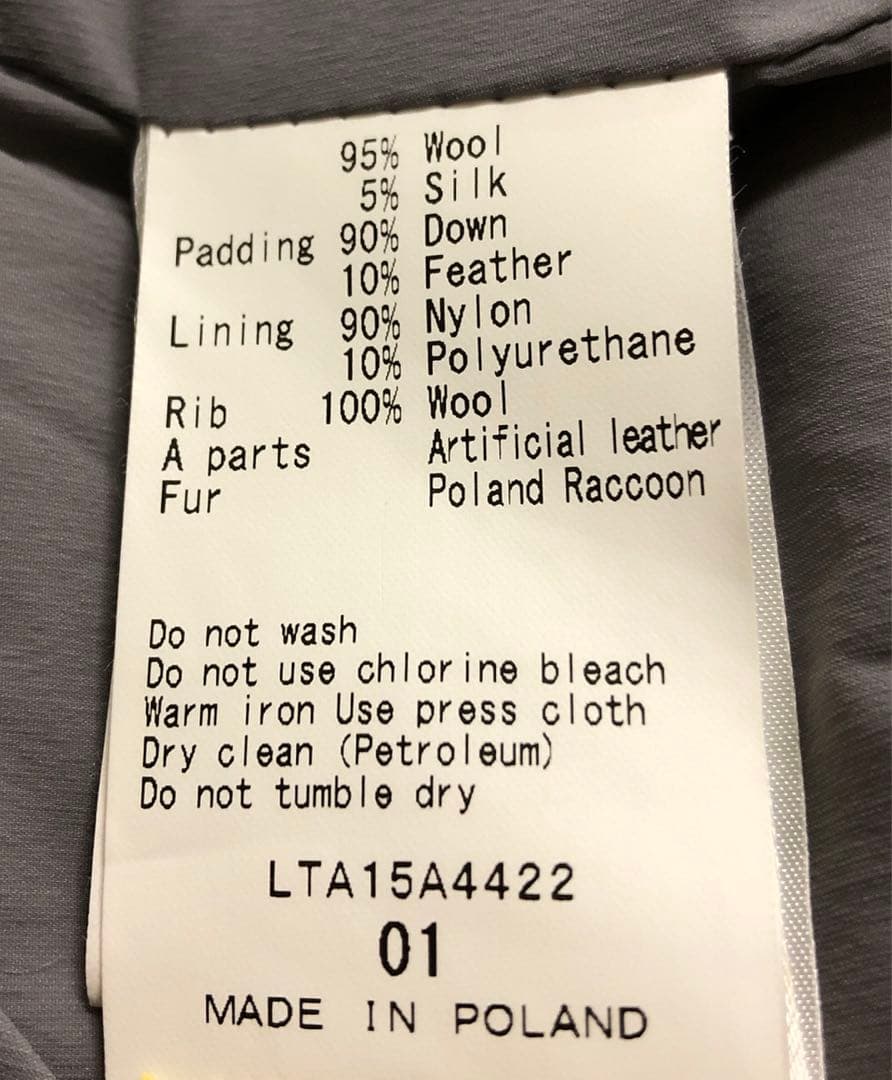 95% Wool
5% Silk
Padding 90% Down
10% Feather
Lining 90% Nylon
10% Polyurethane
Rib 100% Wool
A parts Artificial leather
Fur Poland Raccoon
Do not wash
Do not use chlorine bleach
Warm iron Use press cloth
Dry clean (Petroleum)
Do not tumble dry
LTA15A4422
01
MADE IN POLAND